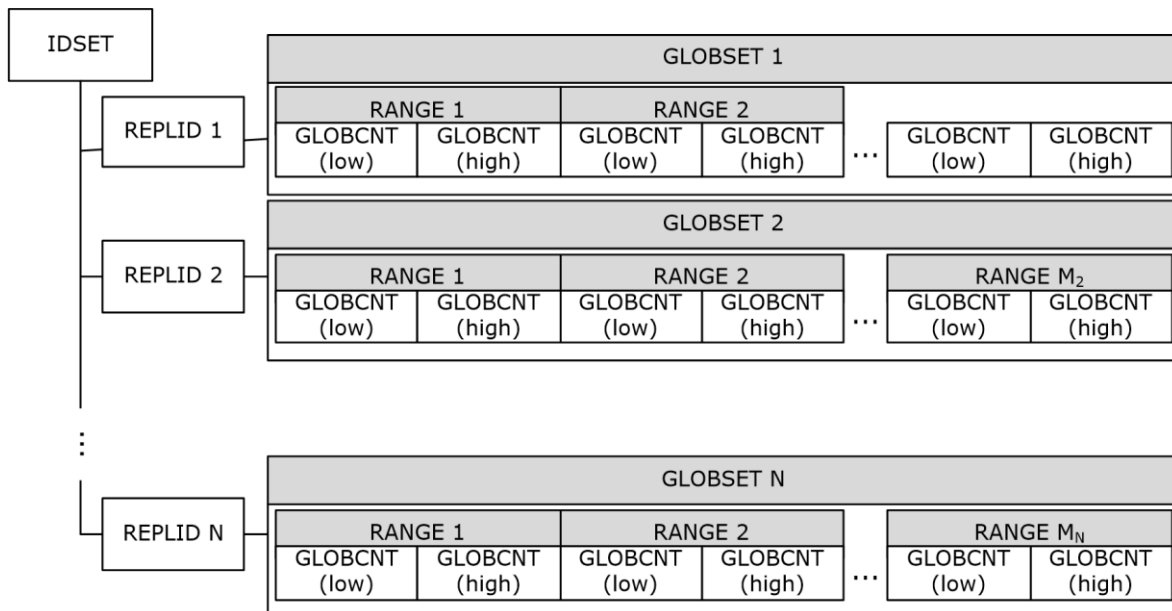 IDSET
GLOBSET 1
REPLID 1
RANGE 1 RANGE 2
GLOBCNT GLOBCNT GLOBCNT GLOBCNT GLOBCNT GLOBCNT
(low) (high) (low) (high) ... (low) (high)
GLOBSET 2
REPLID 2
RANGE 1 RANGE 2 RANGE M₂
GLOBCNT GLOBCNT GLOBCNT GLOBCNT GLOBCNT GLOBCNT
(low) (high) (low) (high) ... (low) (high)
...
GLOBSET N
REPLID N
RANGE 1 RANGE 2 RANGE Mₙ
GLOBCNT GLOBCNT GLOBCNT GLOBCNT GLOBCNT GLOBCNT
(low) (high) (low) (high) ... (low) (high)